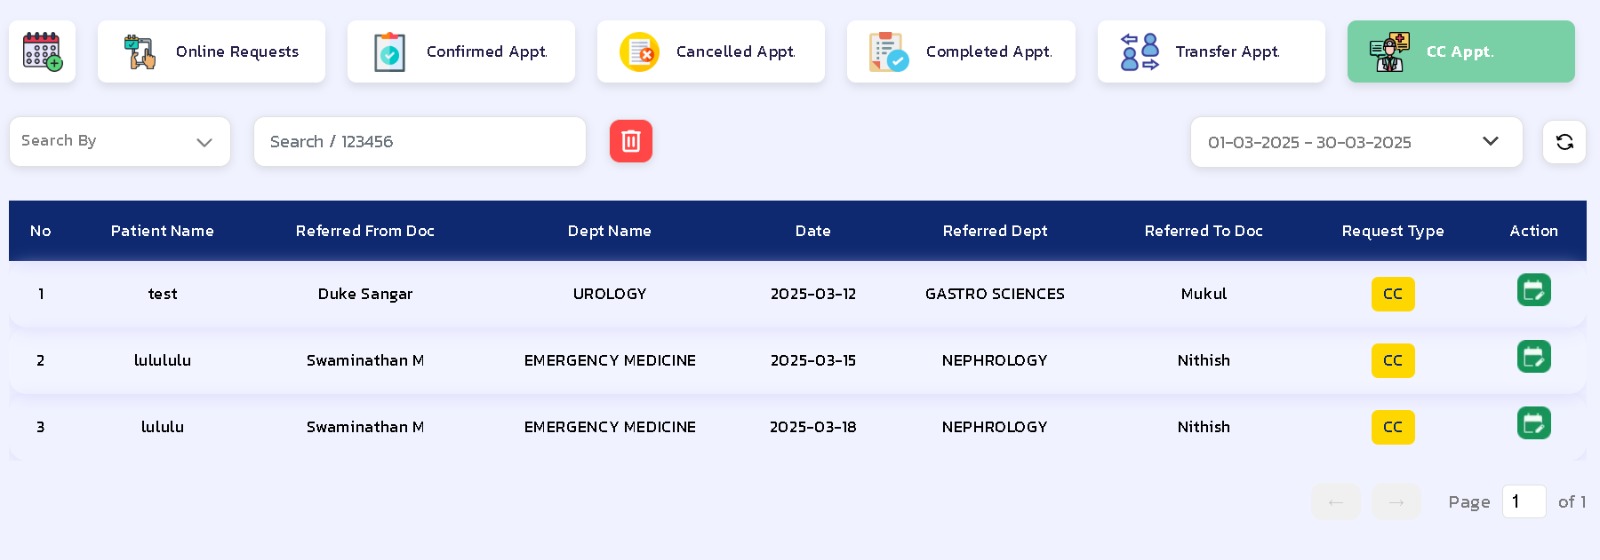 Online Requests Confirmed Appt. Cancelled Appt. Completed Appt. Transfer Appt. CC Appt.
Search By Search / 123456 01-03-2025 - 30-03-2025
No Patient Name Referred From Doc Dept Name Date Referred Dept Referred To Doc Request Type Action
1 test Duke Sangar UROLOGY 2025-03-12 GASTRO SCIENCES Mukul CC
2 lulululu Swaminathan M EMERGENCY MEDICINE 2025-03-15 NEPHROLOGY Nithish CC
3 lululu Swaminathan M EMERGENCY MEDICINE 2025-03-18 NEPHROLOGY Nithish CC
← → Page 1 of 1